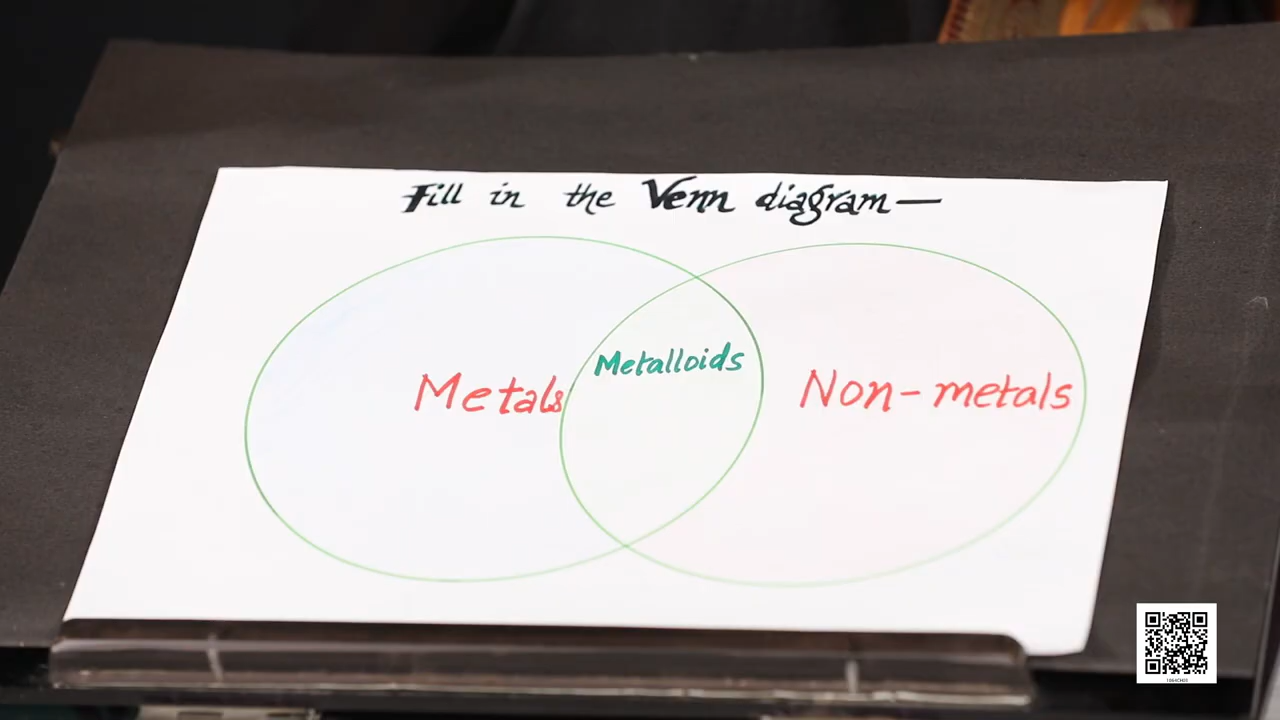 Fill in the Venn diagram—
Metals
Metalloids
Non-metals